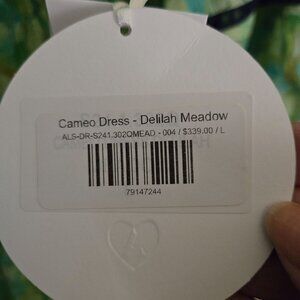 Cameo Dress - Delilah Meadow
ALS-DR-S241.302QMEAD - 004 / $339.00 / L
79147244